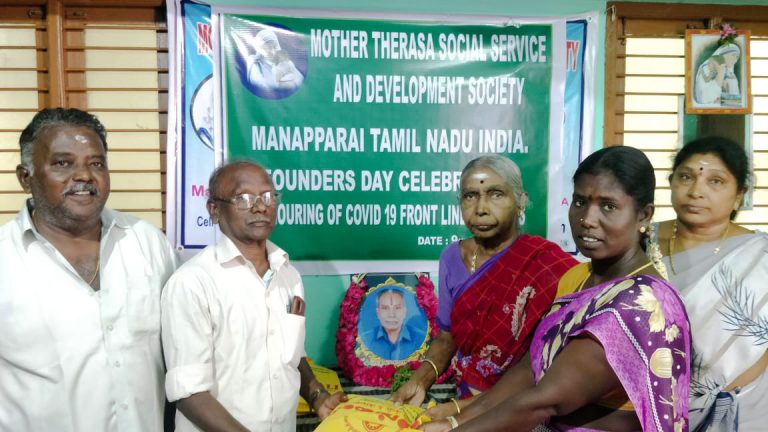 MOTHER THERASA SOCIAL SERVICE
AND DEVELOPMENT SOCIETY
MANAPPARAI TAMIL NADU INDIA.
FOUNDERS DAY CELEBR
OURING OF COVID 19 FRONT LIN
DATE :